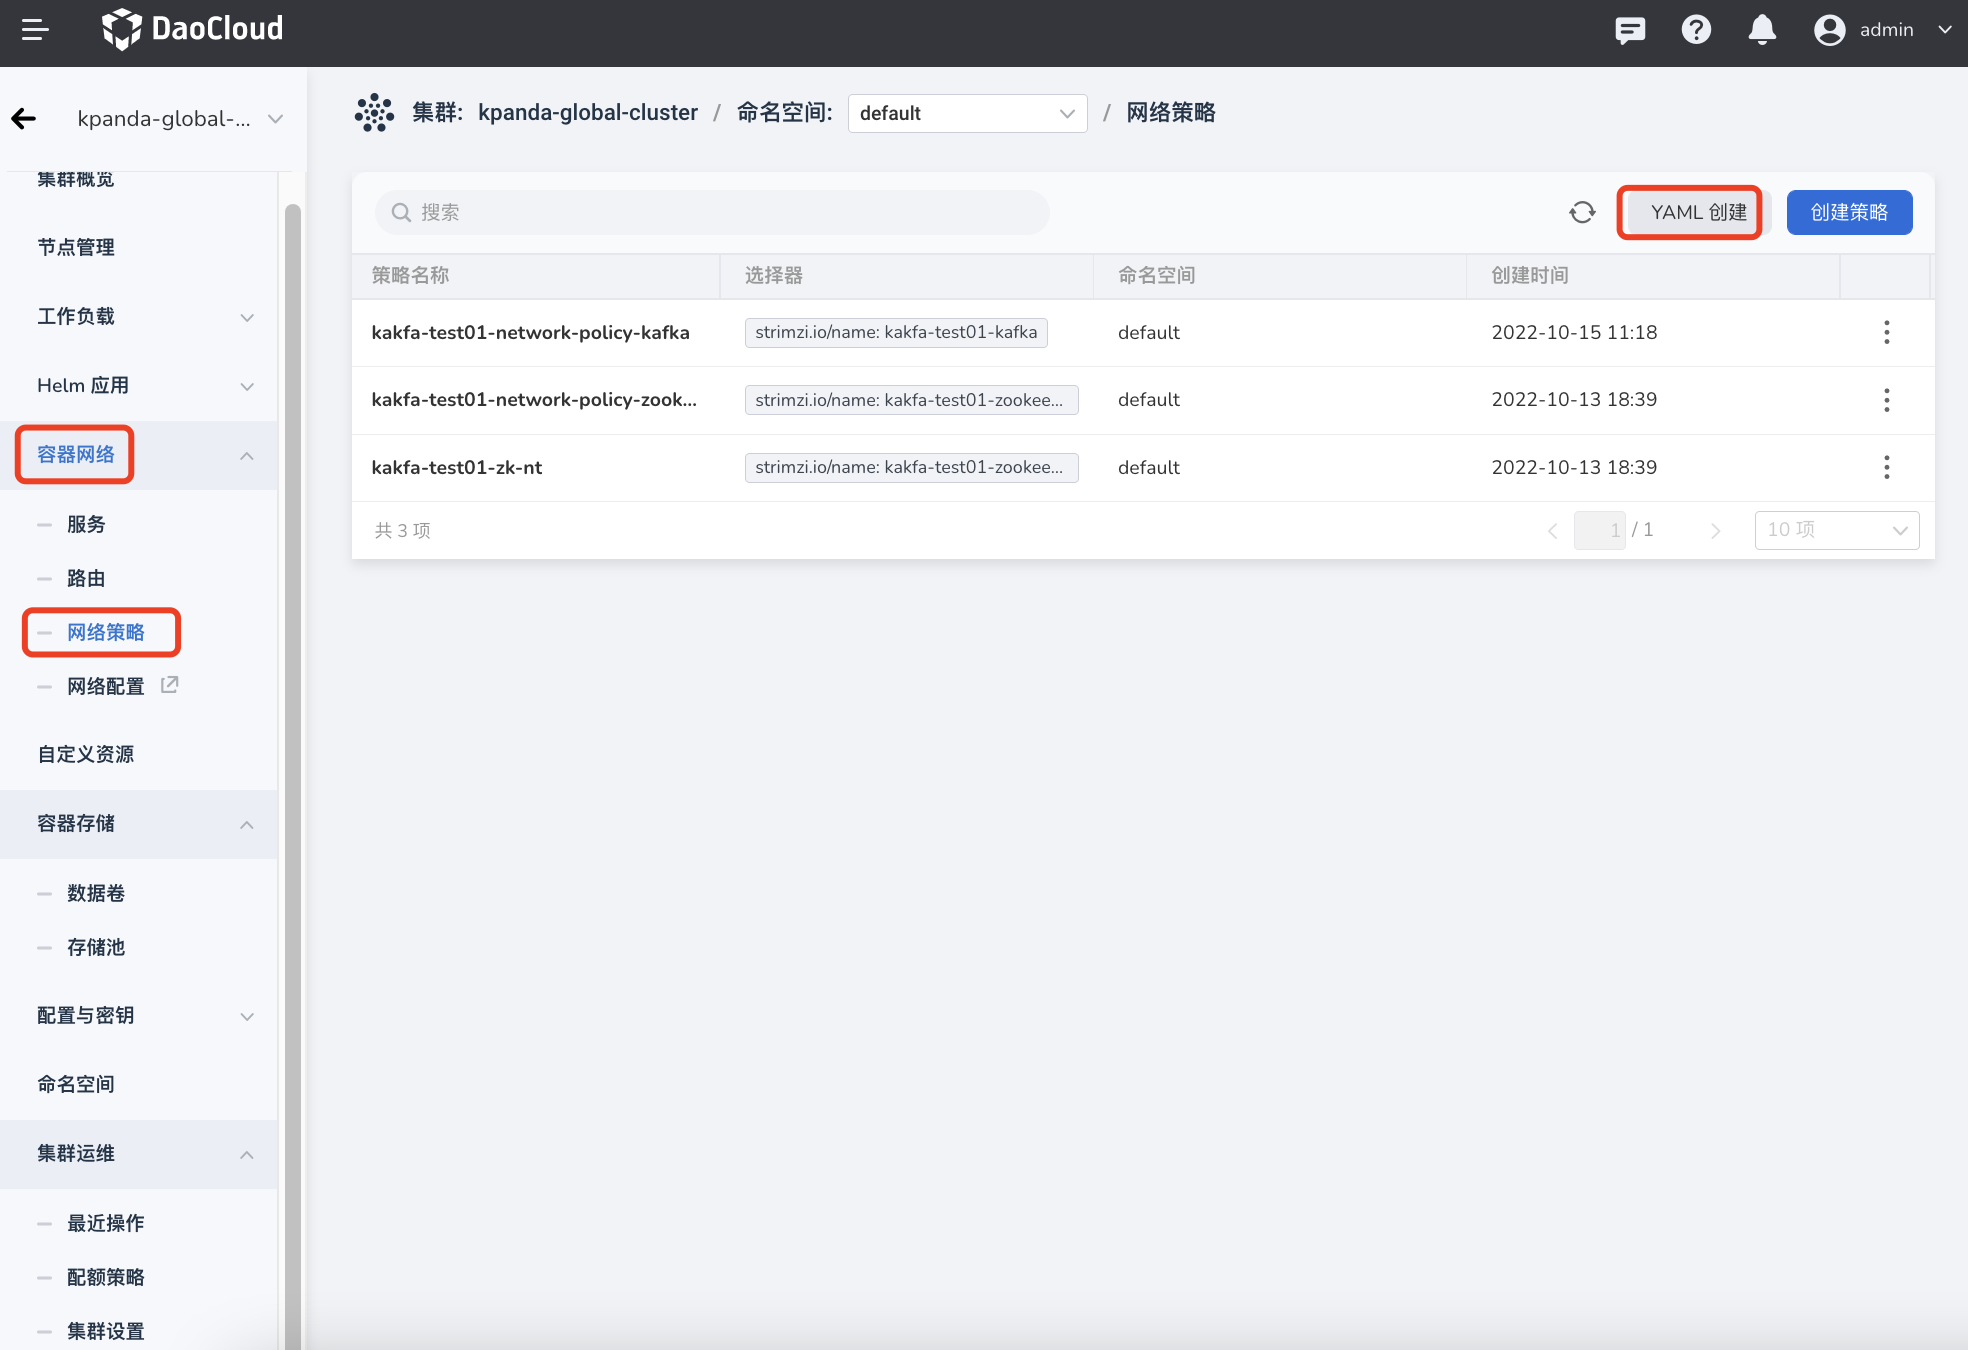 DaoCloud
admin
kpanda-global-...
集群概览
节点管理
工作负载
Helm 应用
容器网络
服务
路由
网络策略
网络配置
自定义资源
容器存储
数据卷
存储池
配置与密钥
命名空间
集群运维
最近操作
配额策略
集群设置
集群: kpanda-global-cluster / 命名空间: default / 网络策略
搜索
YAML 创建
创建策略
策略名称 选择器 命名空间 创建时间
kakfa-test01-network-policy-kafka strimzi.io/name: kakfa-test01-kafka default 2022-10-15 11:18
kakfa-test01-network-policy-zook... strimzi.io/name: kakfa-test01-zookee... default 2022-10-13 18:39
kakfa-test01-zk-nt strimzi.io/name: kakfa-test01-zookee... default 2022-10-13 18:39
共 3 项 1 / 1 10 项